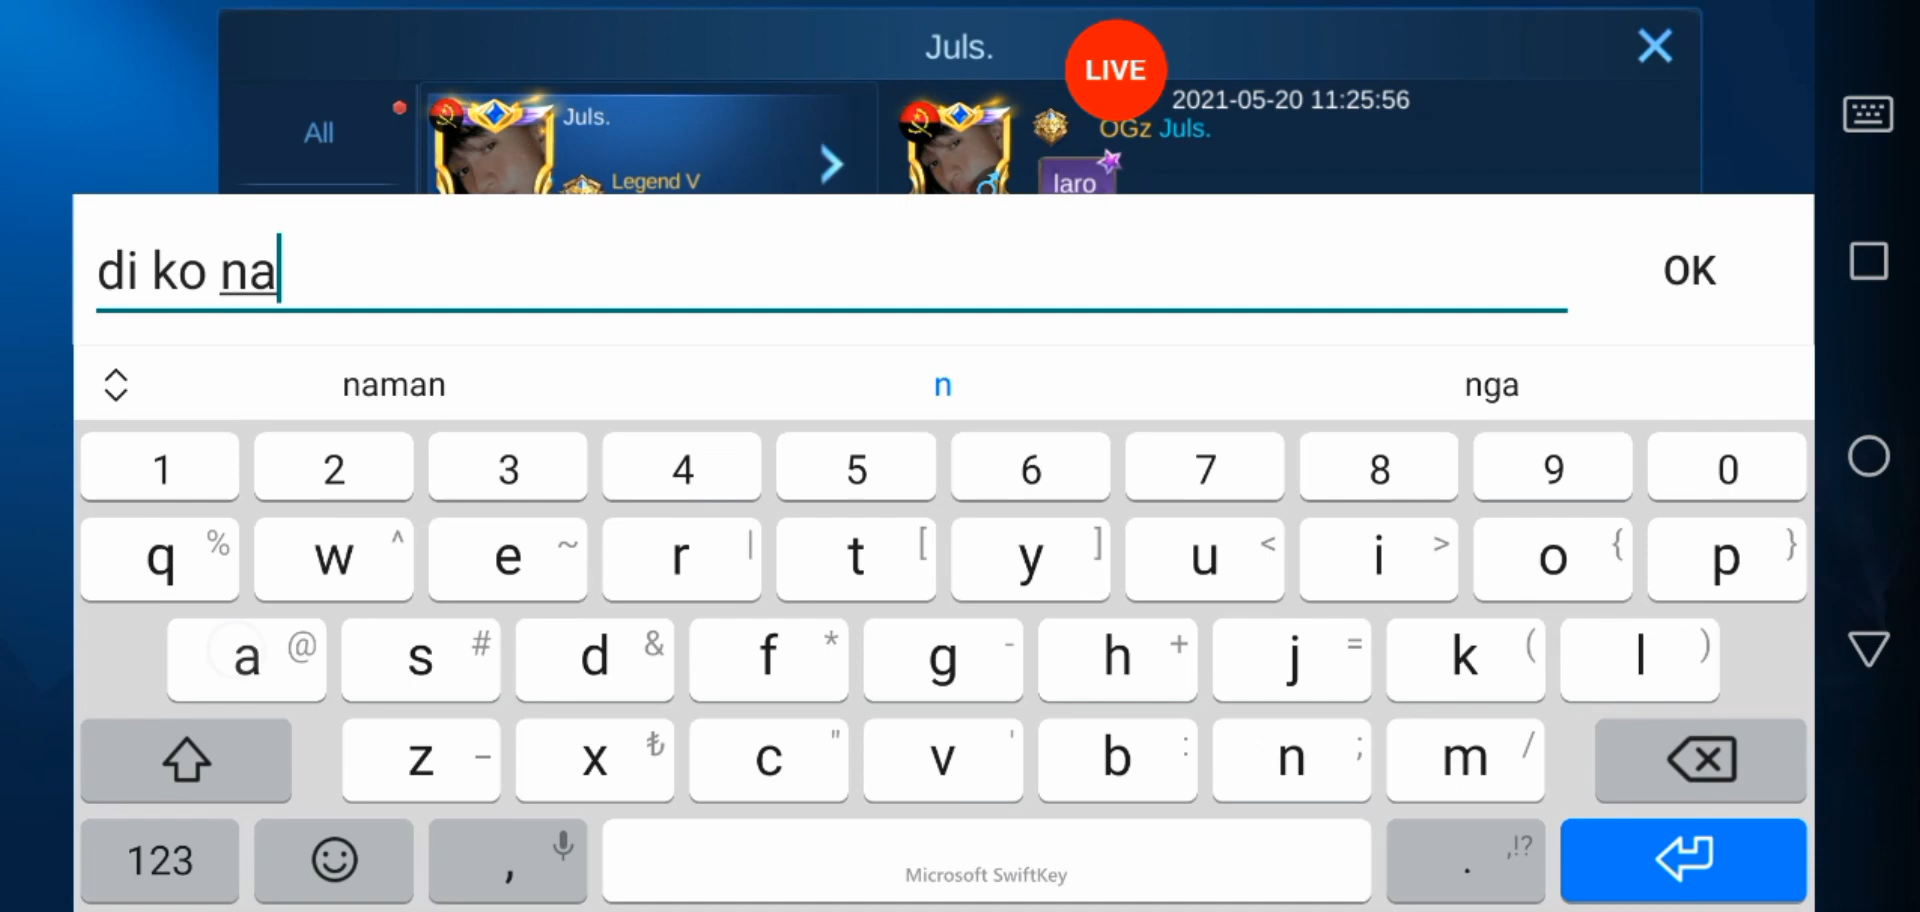 Juls.
LIVE
All
Juls.
Legend V
2021-05-20 11:25:56
OGz Juls.
laro
di ko na
OK
naman n nga
1 2 3 4 5 6 7 8 9 0
q % w ^ e ~ r | t [ y ] u < i > o { p }
a @ s # d & f * g - h + j = k ( l )
z _ x ₺ c " v ' b : n ; m /
123 , . ,!?
Microsoft SwiftKey